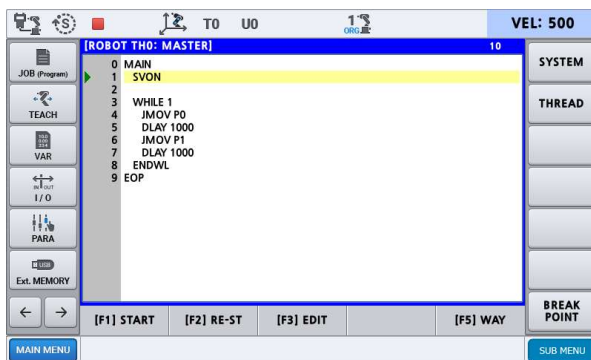 S
T0 U0
1
ORG
VEL: 500
JOB (Program)
TEACH
VAR
IN OUT
I/O
PARA
USB
Ext. MEMORY
← →
MAIN MENU
[ROBOT TH0: MASTER] 10
0 MAIN
1 SVON
2
3 WHILE 1
4 JMOV P0
5 DLAY 1000
6 JMOV P1
7 DLAY 1000
8 ENDWL
9 EOP
[F1] START [F2] RE-ST [F3] EDIT [F5] WAY
SYSTEM
THREAD
BREAK
POINT
SUB MENU